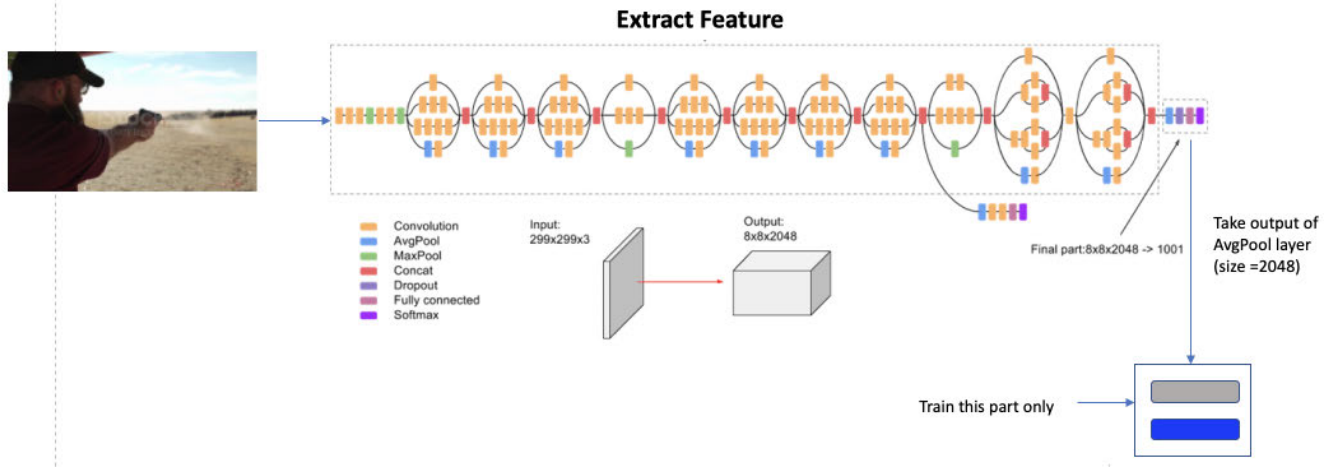 Extract Feature
Convolution
AvgPool
MaxPool
Concat
Dropout
Fully connected
Softmax
Input:
299x299x3
Output:
8x8x2048
Final part:8x8x2048 -> 1001
Take output of
AvgPool layer
(size =2048)
Train this part only